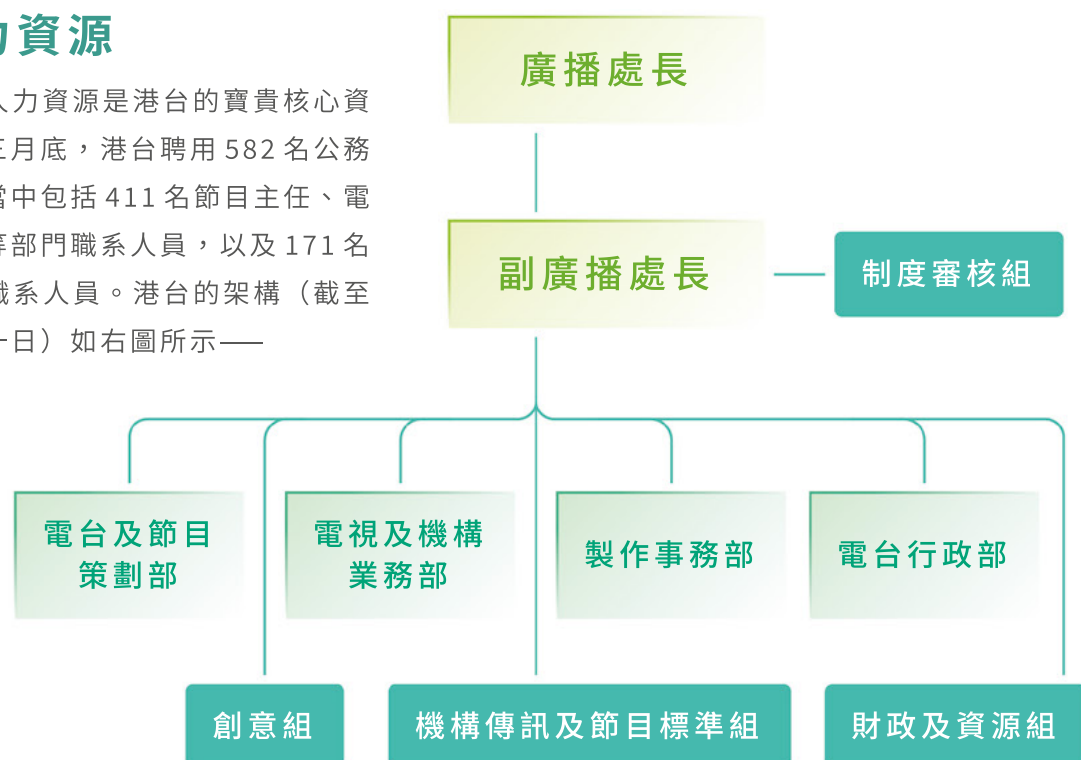 力資源
人力資源是港台的寶貴核心資
三月底，港台聘用 582 名公務
當中包括 411 名節目主任、電
等部門職系人員，以及 171 名
職系人員。港台的架構（截至
一日）如右圖所示——
廣播處長
副廣播處長
制度審核組
電台及節目
策劃部
電視及機構
業務部
製作事務部
電台行政部
創意組
機構傳訊及節目標準組
財政及資源組